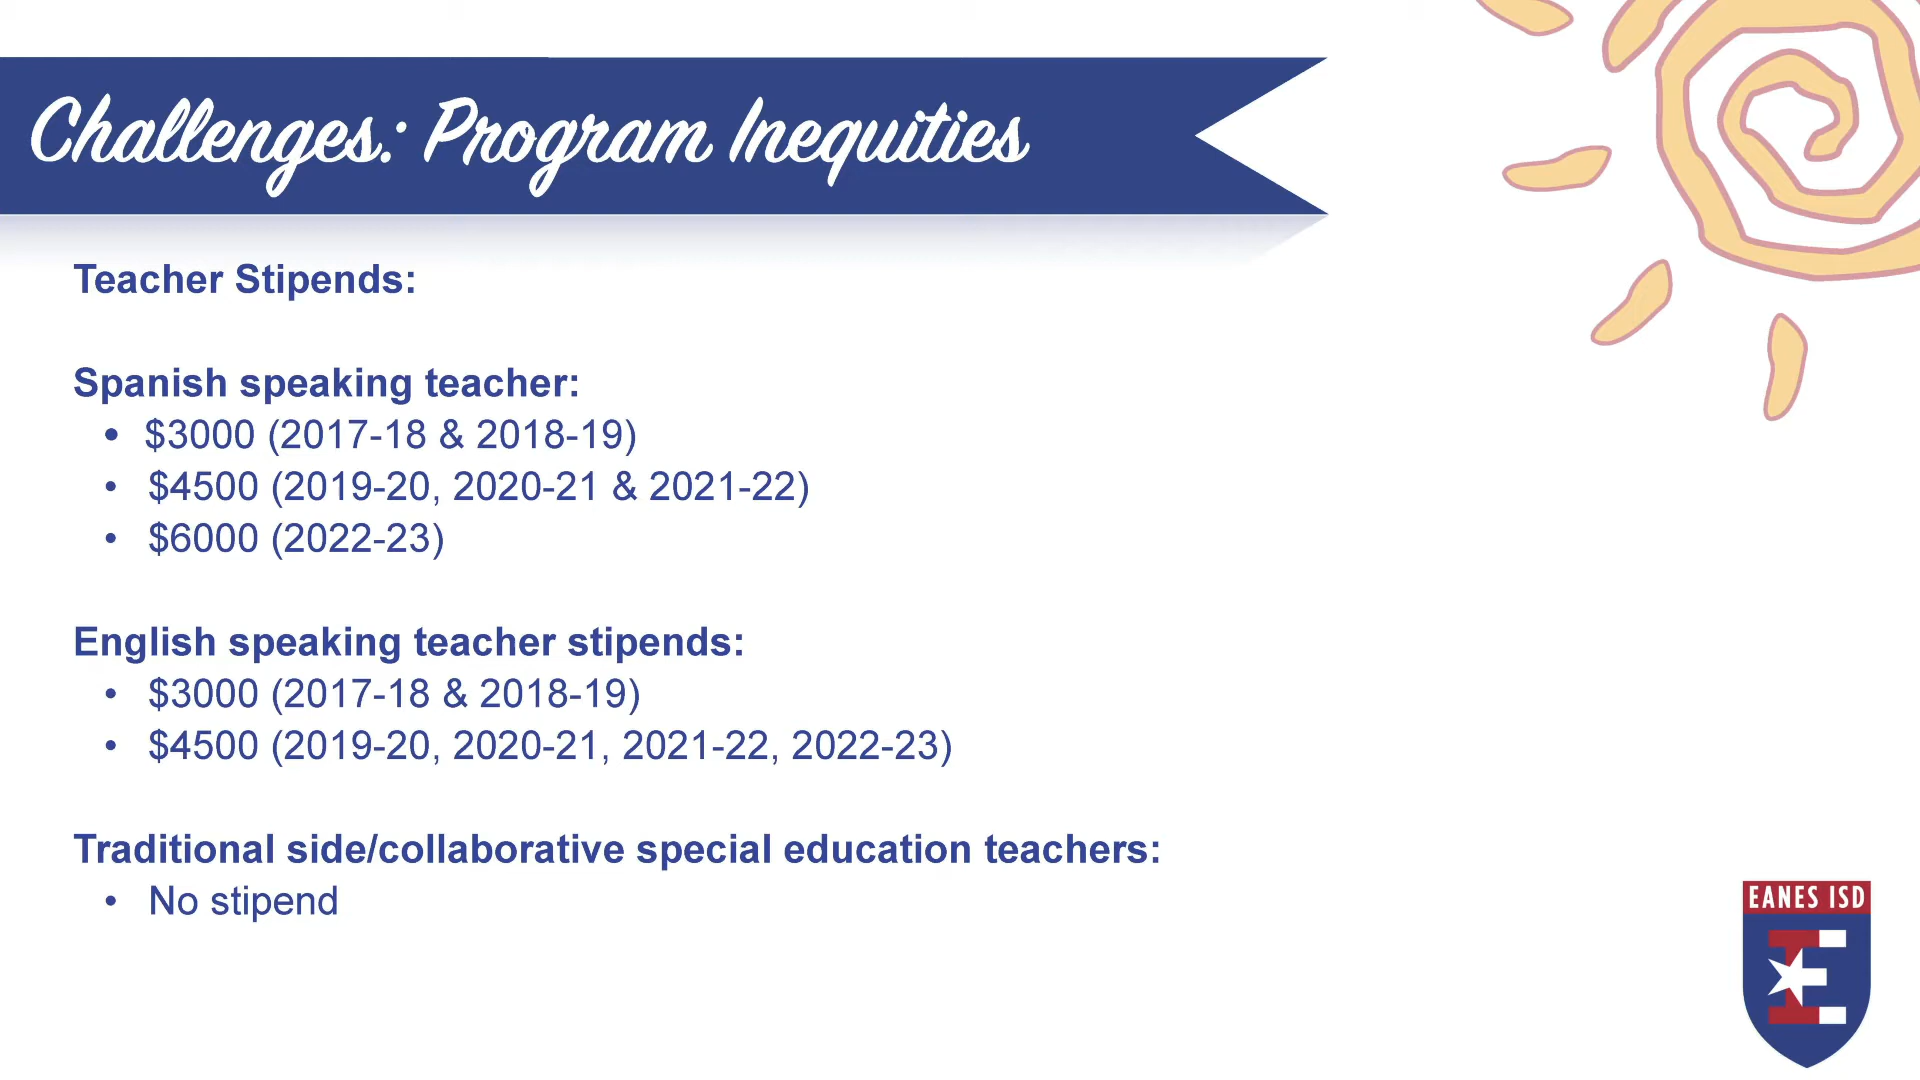 Challenges: Program Inequities
Teacher Stipends:
Spanish speaking teacher:
• $3000 (2017-18 & 2018-19)
• $4500 (2019-20, 2020-21 & 2021-22)
• $6000 (2022-23)
English speaking teacher stipends:
• $3000 (2017-18 & 2018-19)
• $4500 (2019-20, 2020-21, 2021-22, 2022-23)
Traditional side/collaborative special education teachers:
• No stipend
EANES ISD
E